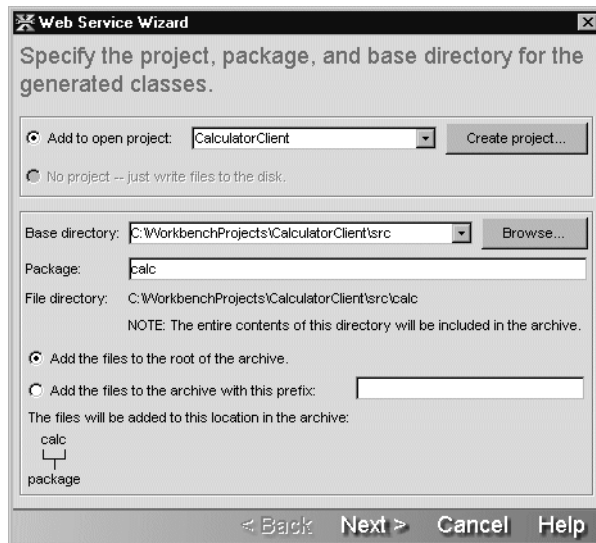 Web Service Wizard
Specify the project, package, and base directory for the
generated classes.
Add to open project: CalculatorClient Create project...
No project -- just write files to the disk.
Base directory: C:\WorkbenchProjects\CalculatorClient\src Browse...
Package: calc
File directory: C:\WorkbenchProjects\CalculatorClient\src\calc
NOTE: The entire contents of this directory will be included in the archive.
Add the files to the root of the archive.
Add the files to the archive with this prefix:
The files will be added to this location in the archive:
calc
package
< Back Next > Cancel Help